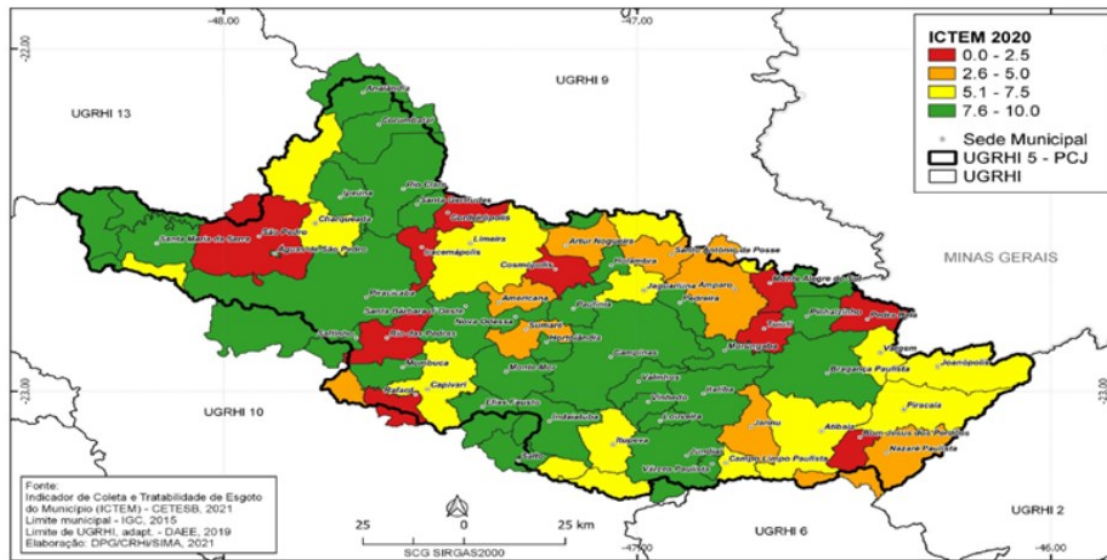 -48.00
-47.00
-22.00
ICTEM 2020
0.0 - 2.5
2.6 - 5.0
5.1 - 7.5
7.6 - 10.0
Sede Municipal
UGRHI 5 - PCJ
UGRHI
UGRHI 9
UGRHI 13
Analândia
Corumbataí
Rio Claro
Ipeúna
Santa Gertrudes
Cordeirópolis
Charqueada
São Pedro
Santa Maria da Serra
Águas de São Pedro
Iracemápolis
Limeira
Artur Nogueira
Santo Antônio de Posse
Cosmópolis
Holambra
MINAS GERAIS
Jaguariúna
Amparo
Pedreira
Monte Alegre do Sul
Piracicaba
Americana
Paulínia
Santa Bárbara d'Oeste
Nova Odessa
Sumaré
Hortolândia
Pinhalzinho
Pedra Bela
Tuiuti
Saltinho
Rio das Pedras
Morungaba
Vargem
Joanópolis
Mombuca
Monte Mor
Campinas
Bragança Paulista
Rafard
Capivari
Valinhos
Itatiba
Vinhedo
Elias Fausto
Piracaia
-23.00
UGRHI 10
Indaiatuba
Louveira
Jarinu
Atibaia
Bom Jesus dos Perdões
Itupeva
Nazaré Paulista
Salto
Jundiaí
Várzea Paulista
Campo Limpo Paulista
Fonte:
Indicador de Coleta e Tratabilidade de Esgoto
do Município (ICTEM) - CETESB, 2021
Limite municipal - IGC, 2015
Limite de UGRHI, adapt. - DAEE, 2019
Elaboração: DPG/CRHi/SIMA, 2021
25 0 25 km
SCG SIRGAS2000
UGRHI 6
UGRHI 2
-46.00